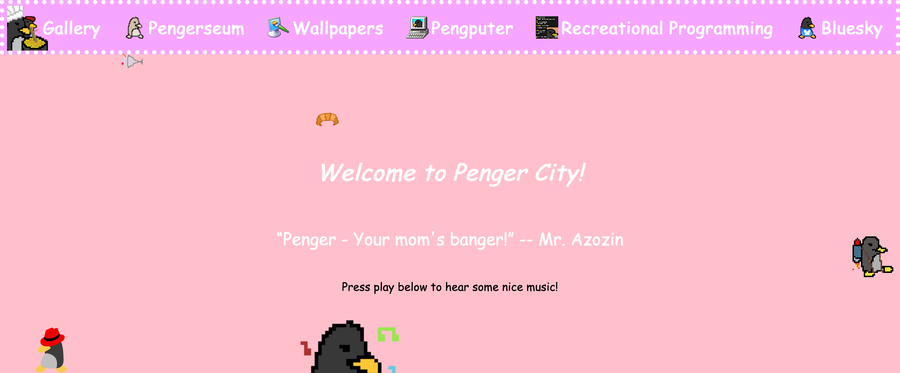 Gallery Pengerseum Wallpapers Pengputer Recreational Programming Bluesky
Welcome to Penger City!
“Penger - Your mom's banger!” -- Mr. Azozin
Press play below to hear some nice music!